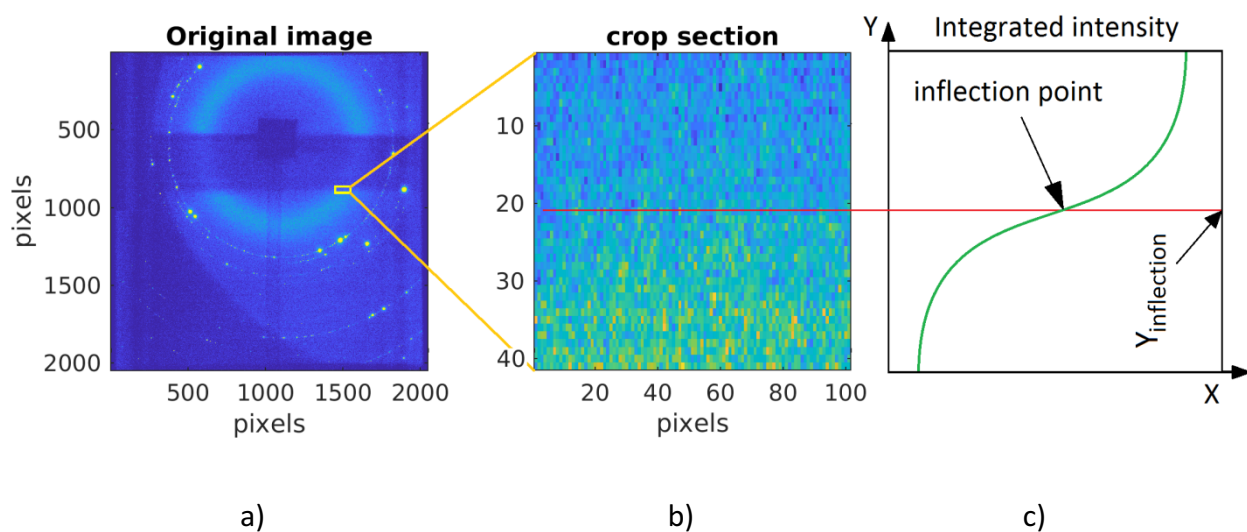 Original image
500
1000
1500
2000
pixels
500 1000 1500 2000
pixels
crop section
10
20
30
40
20 40 60 80 100
pixels
Y
Integrated intensity
inflection point
Yinflection
X
a) b) c)